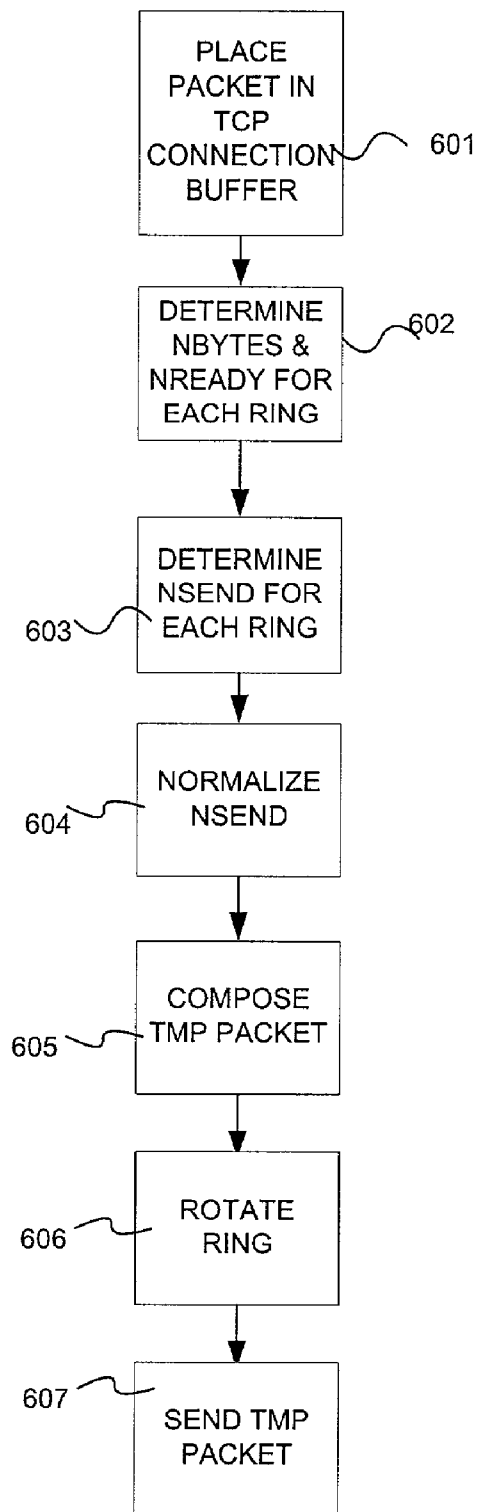 PLACE
PACKET IN
TCP
CONNECTION
BUFFER
601
DETERMINE
NBYTES &
NREADY FOR
EACH RING
602
DETERMINE
NSEND FOR
EACH RING
603
NORMALIZE
NSEND
604
COMPOSE
TMP PACKET
605
ROTATE
RING
606
607
SEND TMP
PACKET